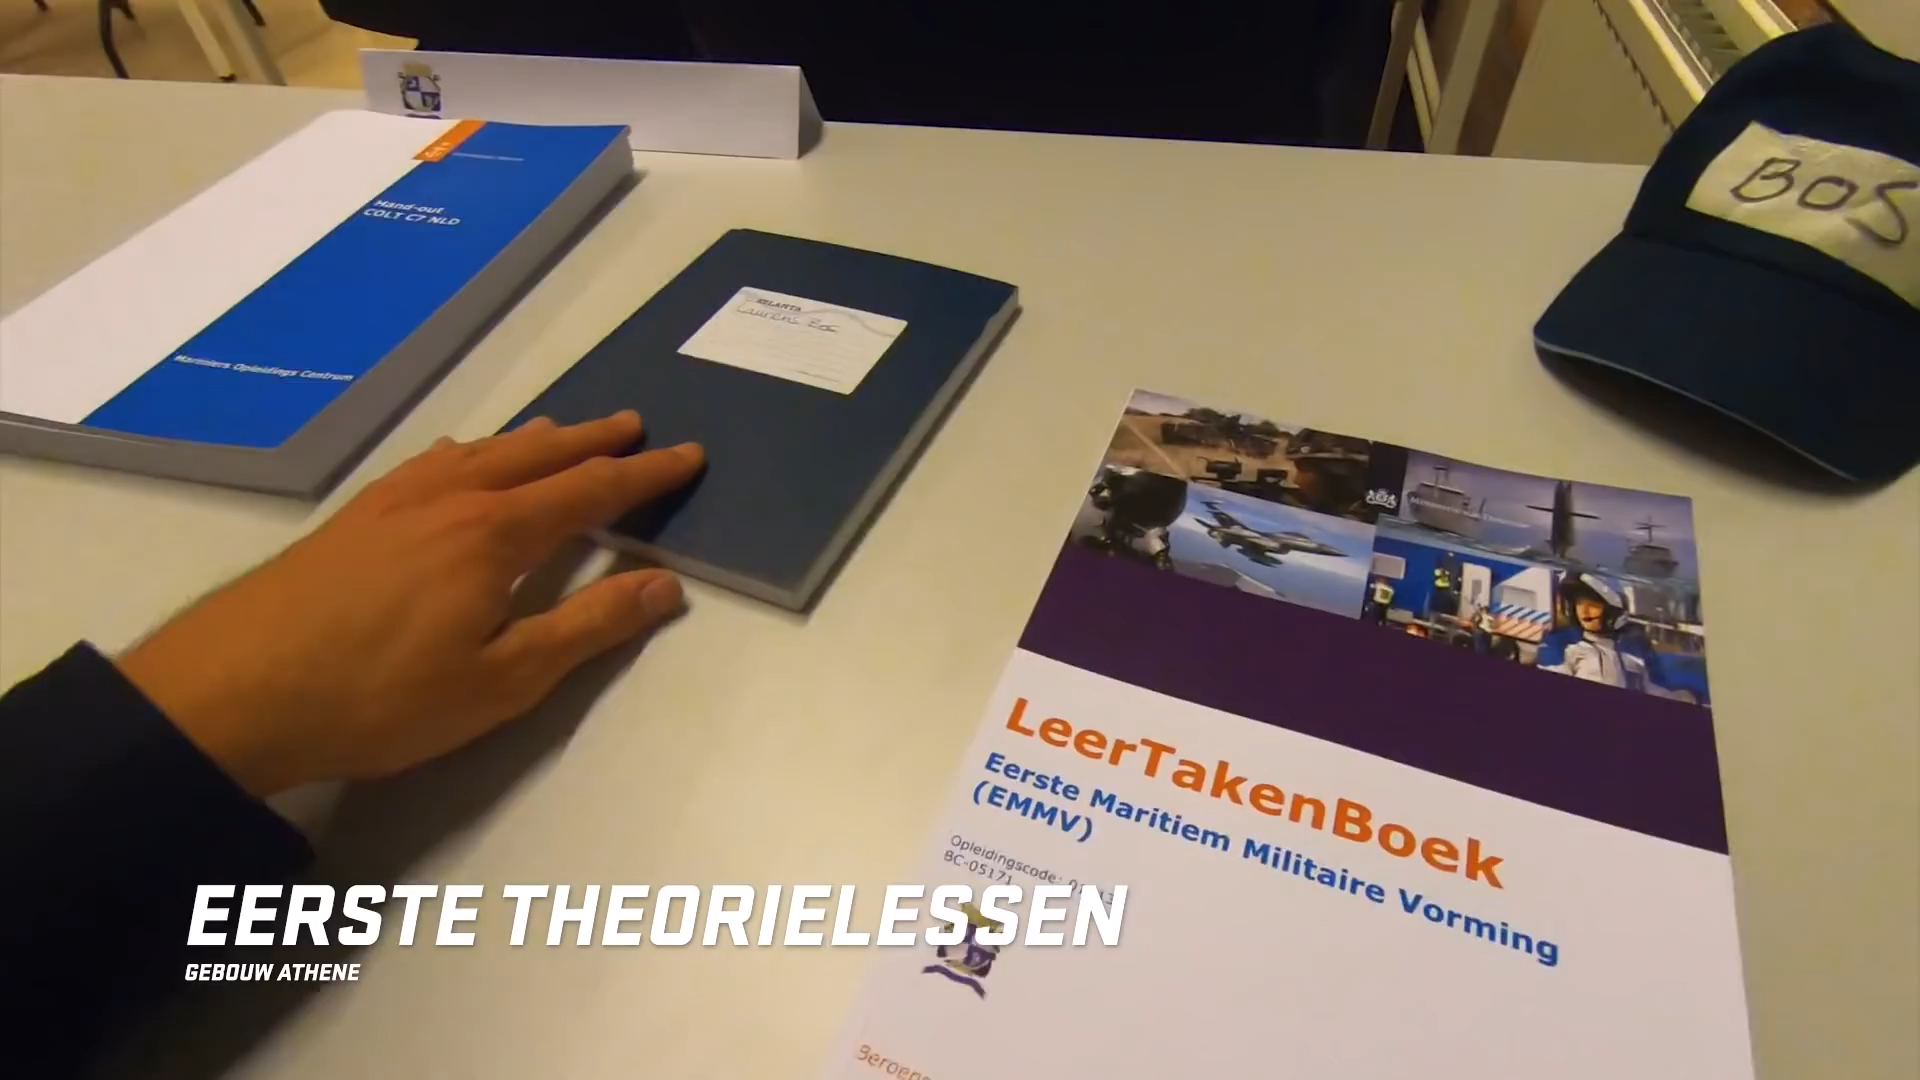 Hand-out
COLT C7 NLD
Mariniers Opleidings Centrum
ATLANTA
Laurens Bos
BOS
LeerTakenBoek
Eerste Maritiem Militaire Vorming
(EMMV)
Opleidingscode:
BC-05171
EERSTE THEORIELESSEN
GEBOUW ATHENE